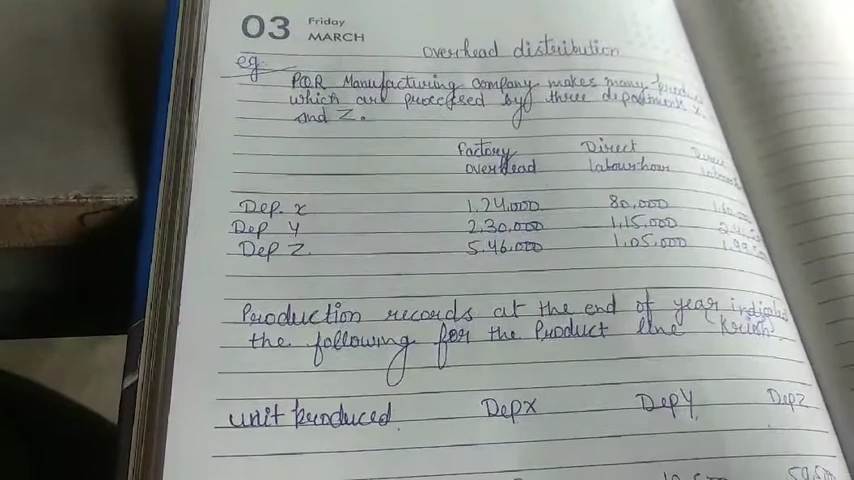 03 Friday
MARCH
overhead distribution
eg.
PQR Manufacturing company makes many
which are processed by three department
and Z.
Factory Direct
overhead labour hour
Dep. x 1,24,000 80,000
Dep y 2,30,000 1,15,000
Dep Z. 5,46,000 1,05,000
Production records at the end of year
the following for the Product line
unit produced. Dep X Dep Y Dep Z